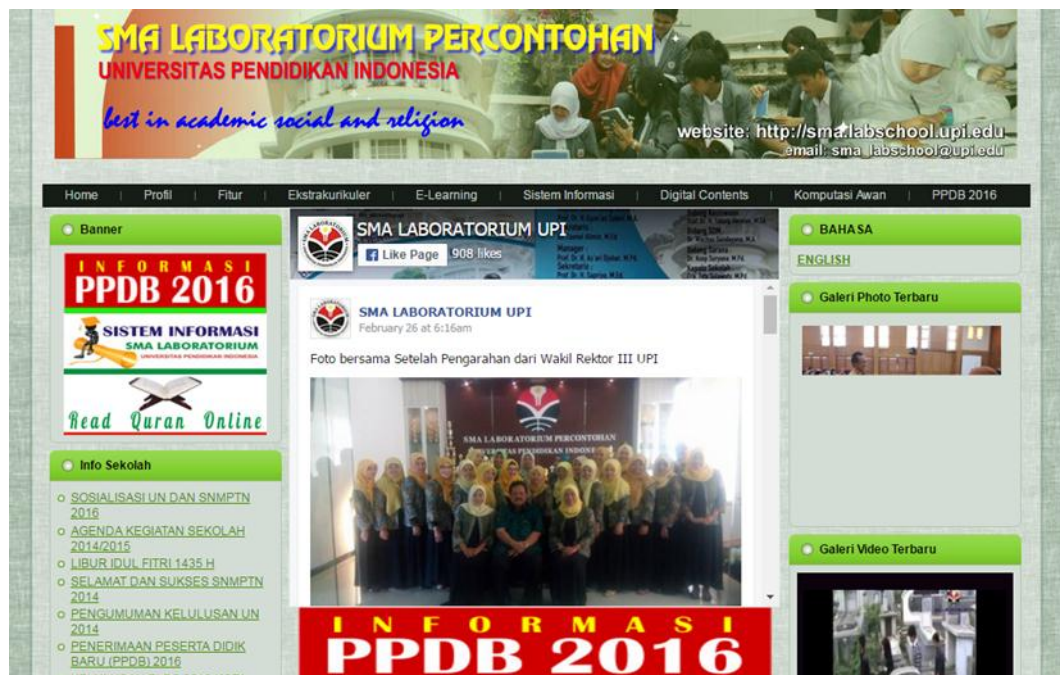 SMA LABORATORIUM PERCONTOHAN
UNIVERSITAS PENDIDIKAN INDONESIA
best in academic social and religion
website: http://sma.labschool.upi.edu
email: sma_labschool@upi.edu
Home | Profil | Fitur | Ekstrakurikuler | E-Learning | Sistem Informasi | Digital Contents | Komputasi Awan | PPDB 2016
Banner
INFORMASI
PPDB 2016
SISTEM INFORMASI
SMA LABORATORIUM
UNIVERSITAS PENDIDIKAN INDONESIA
Read Quran Online
Info Sekolah
SOSIALISASI UN DAN SNMPTN
2016
AGENDA KEGIATAN SEKOLAH
2014/2015
LIBUR IDUL FITRI 1435 H
SELAMAT DAN SUKSES SNMPTN
2014
PENGUMUMAN KELULUSAN UN
2014
PENERIMAAN PESERTA DIDIK
BARU (PPDB) 2016
SMA LABORATORIUM UPI
Like Page
908 likes
Manager
SMA LABORATORIUM UPI
February 26 at 6:16am
Foto bersama Setelah Pengarahan dari Wakil Rektor III UPI
SMA LABORATORIUM PERCONTOHAN
UNIVERSITAS PENDIDIKAN INDONESIA
INFORMASI
PPDB 2016
BAHASA
ENGLISH
Galeri Photo Terbaru
Galeri Video Terbaru